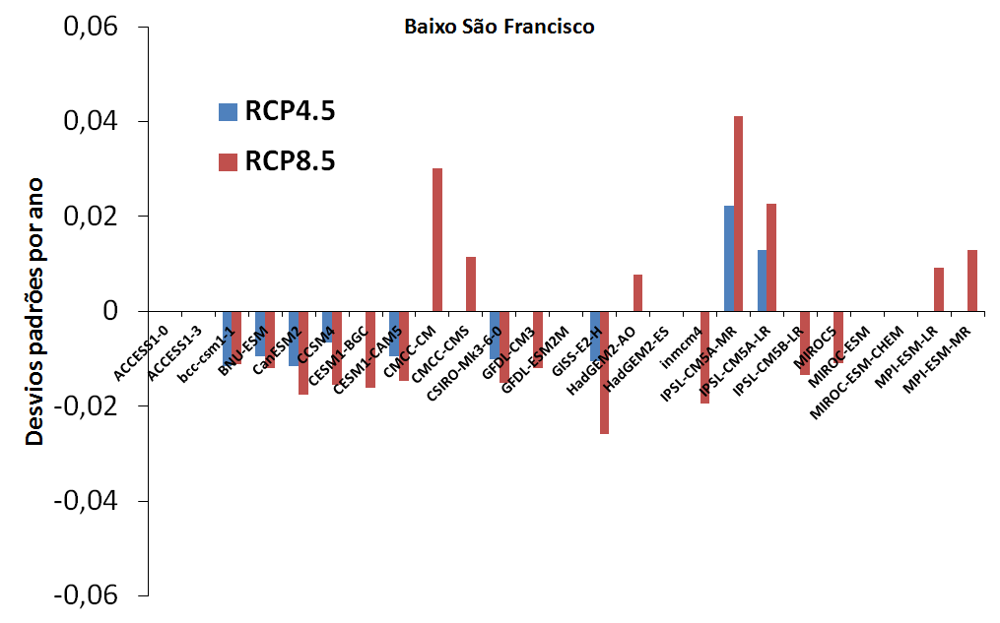 Baixo São Francisco
0,06
0,04
0,02
0
-0,02
-0,04
-0,06
Desvios padrões por ano
RCP4.5
RCP8.5
ACCESS1-0
ACCESS1-3
bcc-csm1-1
BNU-ESM
CanESM2
CCSM4
CESM1-BGC
CESM1-CAM5
CMCC-CM
CMCC-CMS
CSIRO-Mk3-6-0
GFDL-CM3
GFDL-ESM2M
GISS-E2-H
HadGEM2-AO
HadGEM2-ES
inmcm4
IPSL-CM5A-MR
IPSL-CM5A-LR
IPSL-CM5B-LR
MIROC5
MIROC-ESM
MIROC-ESM-CHEM
MPI-ESM-LR
MPI-ESM-MR